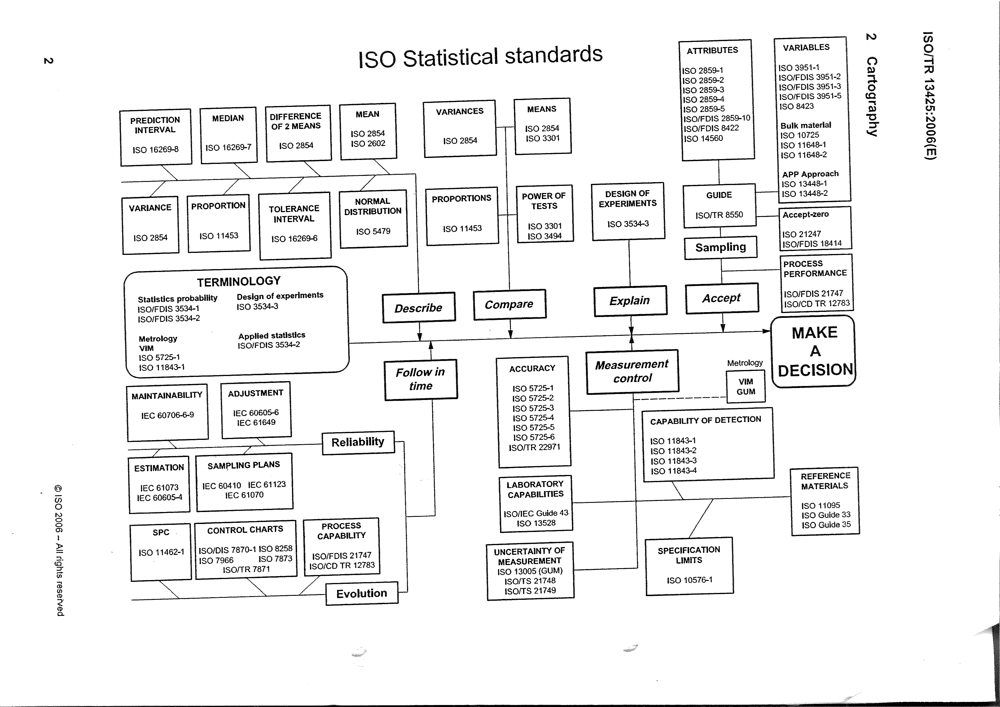 ISO/TR 13425:2006(E)
2 Cartography
ISO Statistical standards
PREDICTION
INTERVAL
ISO 16269-8
MEDIAN
ISO 16269-7
DIFFERENCE
OF 2 MEANS
ISO 2854
MEAN
ISO 2854
ISO 2602
VARIANCES
ISO 2854
MEANS
ISO 2854
ISO 3301
ATTRIBUTES
ISO 2859-1
ISO 2859-2
ISO 2859-3
ISO 2859-4
ISO 2859-5
ISO/FDIS 2859-10
ISO/FDIS 8422
ISO 14560
VARIABLES
ISO 3951-1
ISO/FDIS 3951-2
ISO/FDIS 3951-3
ISO/FDIS 3951-5
ISO 8423
Bulk material
ISO 10725
ISO 11648-1
ISO 11648-2
APP Approach
ISO 13448-1
ISO 13448-2
VARIANCE
ISO 2854
PROPORTION
ISO 11453
TOLERANCE
INTERVAL
ISO 16269-6
NORMAL
DISTRIBUTION
ISO 5479
PROPORTIONS
ISO 11453
POWER OF
TESTS
ISO 3301
ISO 3494
DESIGN OF
EXPERIMENTS
ISO 3534-3
GUIDE
ISO/TR 8550
Accept-zero
ISO 21247
ISO/FDIS 18414
Sampling
PROCESS
PERFORMANCE
ISO/FDIS 21747
ISO/CD TR 12783
TERMINOLOGY
Statistics probability
ISO/FDIS 3534-1
ISO/FDIS 3534-2
Design of experiments
ISO 3534-3
Metrology
VIM
ISO 5725-1
ISO 11843-1
Applied statistics
ISO/FDIS 3534-2
Describe
Compare
Explain
Accept
MAKE
A
DECISION
Follow in
time
Measurement
control
Metrology
VIM
GUM
MAINTAINABILITY
IEC 60706-6-9
ADJUSTMENT
IEC 60605-6
IEC 61649
Reliability
ESTIMATION
IEC 61073
IEC 60605-4
SAMPLING PLANS
IEC 60410 IEC 61123
IEC 61070
SPC
ISO 11462-1
CONTROL CHARTS
ISO/DIS 7870-1 ISO 8258
ISO 7966 ISO 7873
ISO/TR 7871
PROCESS
CAPABILITY
ISO/FDIS 21747
ISO/CD TR 12783
Evolution
ACCURACY
ISO 5725-1
ISO 5725-2
ISO 5725-3
ISO 5725-4
ISO 5725-5
ISO 5725-6
ISO/TR 22971
CAPABILITY OF DETECTION
ISO 11843-1
ISO 11843-2
ISO 11843-3
ISO 11843-4
LABORATORY
CAPABILITIES
ISO/IEC Guide 43
ISO 13528
REFERENCE
MATERIALS
ISO 11095
ISO Guide 33
ISO Guide 35
UNCERTAINTY OF
MEASUREMENT
ISO 13005 (GUM)
ISO/TS 21748
ISO/TS 21749
SPECIFICATION
LIMITS
ISO 10576-1
2
© ISO 2006 – All rights reserved